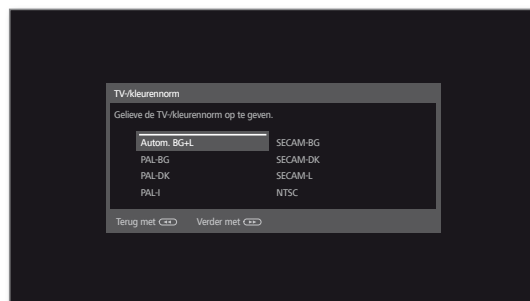 TV-/kleurennorm
Gelieve de TV-/kleurennorm op te geven.
Autom. BG+L
SECAM-BG
PAL-BG
SECAM-DK
PAL-DK
SECAM-L
PAL-I
NTSC
Terug met Verder met